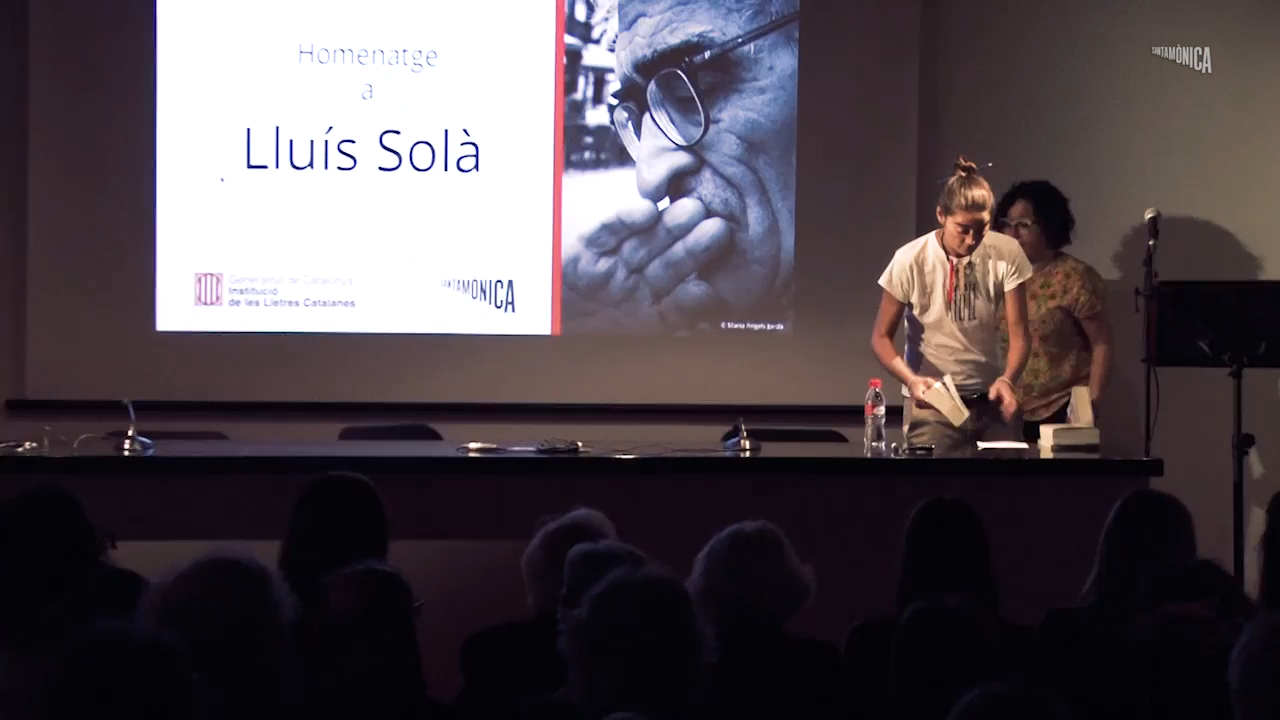 Homenatge
a
Lluís Solà
Generalitat de Catalunya
Institució
de les Lletres Catalanes
SANTAMÒNICA
© Maria Àngels Jordà
SANTAMÒNICA